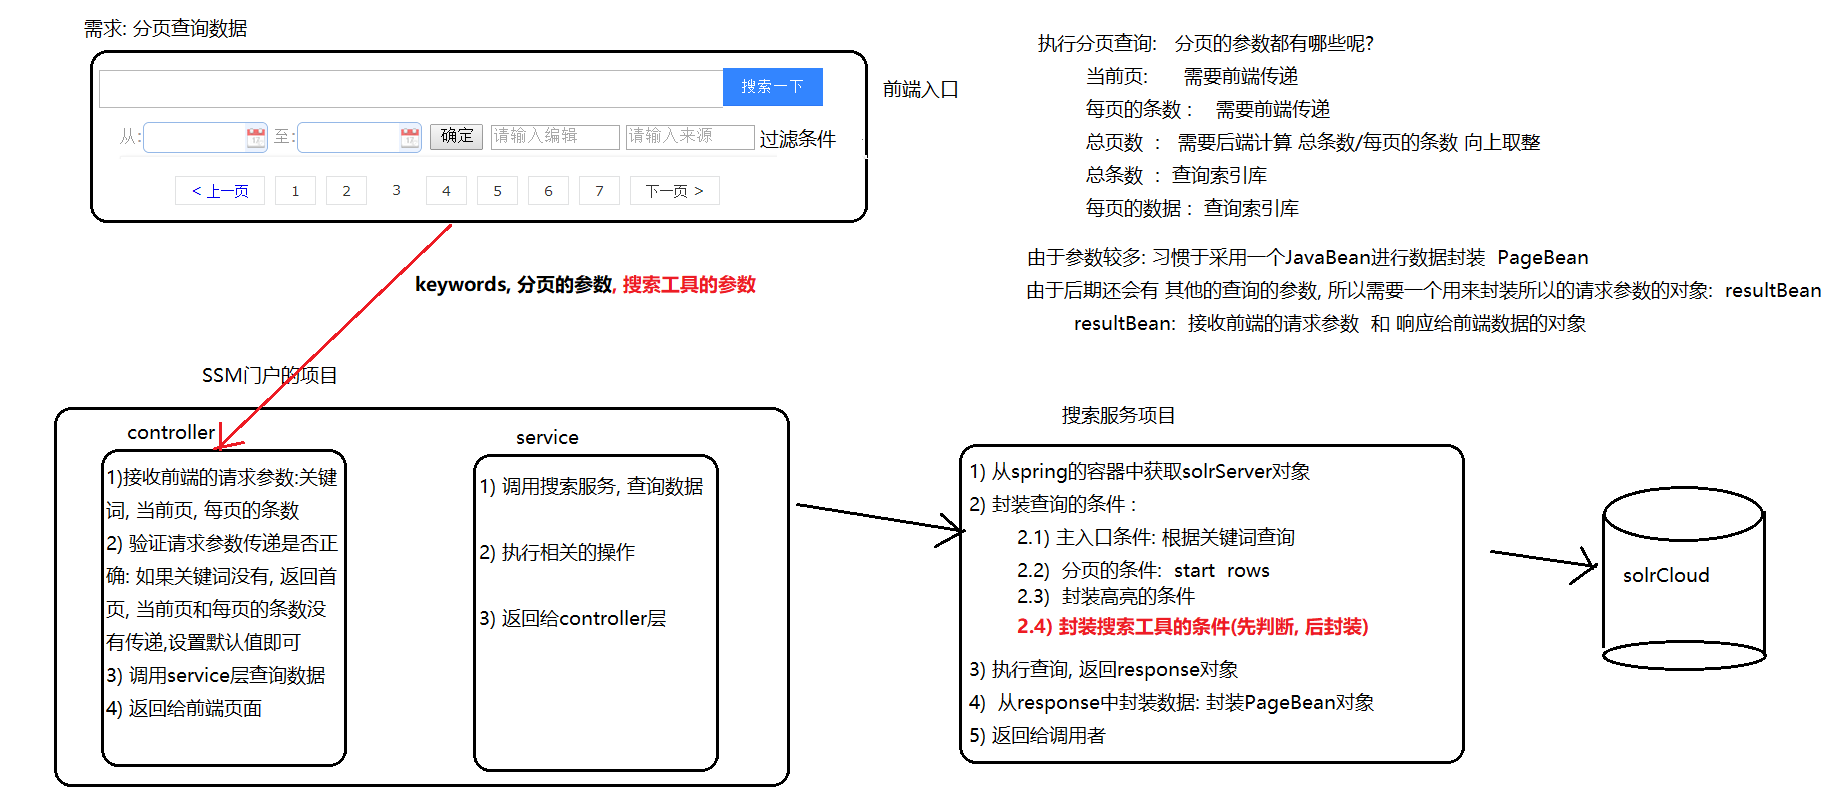 需求: 分页查询数据
搜索一下
前端入口
从:
至:
确定
请输入编辑
请输入来源
过滤条件
< 上一页
1
2
3
4
5
6
7
下一页 >
执行分页查询: 分页的参数都有哪些呢?
当前页: 需要前端传递
每页的条数 : 需要前端传递
总页数 : 需要后端计算 总条数/每页的条数 向上取整
总条数 : 查询索引库
每页的数据 : 查询索引库
由于参数较多: 习惯于采用一个JavaBean进行数据封装 PageBean
由于后期还会有 其他的查询的参数, 所以需要一个用来封装所以的请求参数的对象: resultBean
resultBean: 接收前端的请求参数 和 响应给前端数据的对象
keywords, 分页的参数, 搜索工具的参数
SSM门户的项目
controller
1)接收前端的请求参数:关键
词, 当前页, 每页的条数
2) 验证请求参数传递是否正
确: 如果关键词没有, 返回首
页, 当前页和每页的条数没
有传递,设置默认值即可
3) 调用service层查询数据
4) 返回给前端页面
service
1) 调用搜索服务, 查询数据
2) 执行相关的操作
3) 返回给controller层
搜索服务项目
1) 从spring的容器中获取solrServer对象
2) 封装查询的条件 :
2.1) 主入口条件: 根据关键词查询
2.2) 分页的条件: start rows
2.3) 封装高亮的条件
2.4) 封装搜索工具的条件(先判断, 后封装)
3) 执行查询, 返回response对象
4) 从response中封装数据: 封装PageBean对象
5) 返回给调用者
solrCloud